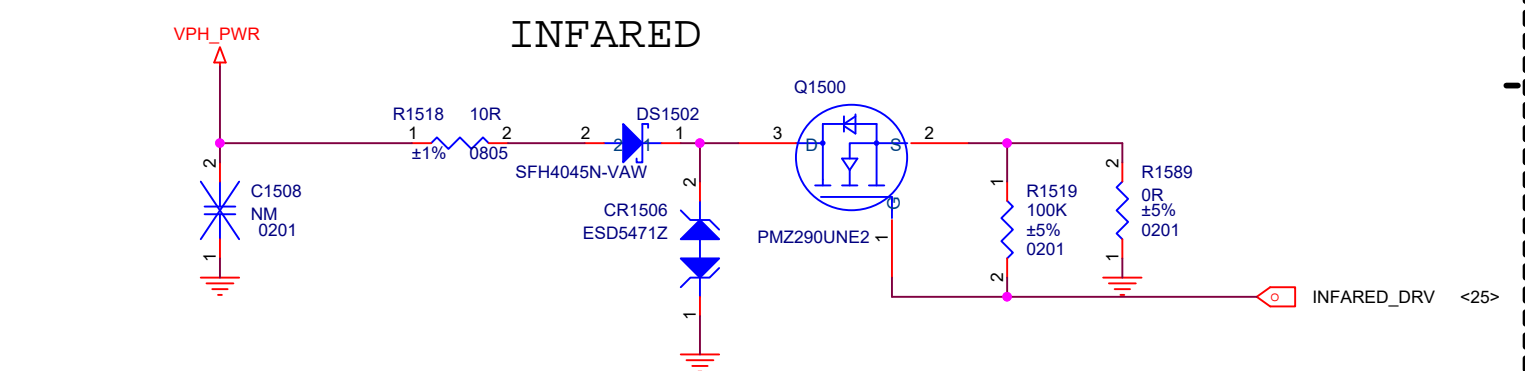 INFARED
VPH_PWR
Q1500
R1518 10R
DS1502
1 2 2 2 1 1 3 D S 2
±1% 0805
SFH4045N-VAW
2
C1508
NM
0201
1
2
CR1506
ESD5471Z
1
G
PMZ290UNE2 1
1
R1519
100K
±5%
0201
2
2
R1589
0R
±5%
0201
1
INFARED_DRV <25>